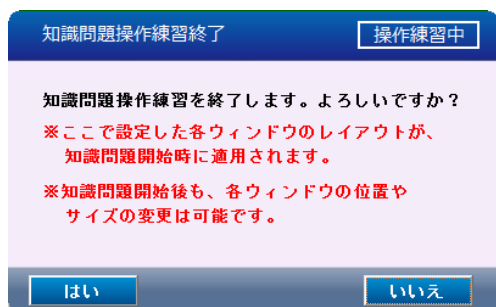 知識問題操作練習終了
操作練習中
知識問題操作練習を終了します。よろしいですか？
※ここで設定した各ウィンドウのレイアウトが、
知識問題開始時に適用されます。
※知識問題開始後も、各ウィンドウの位置や
サイズの変更は可能です。
はい
いいえ